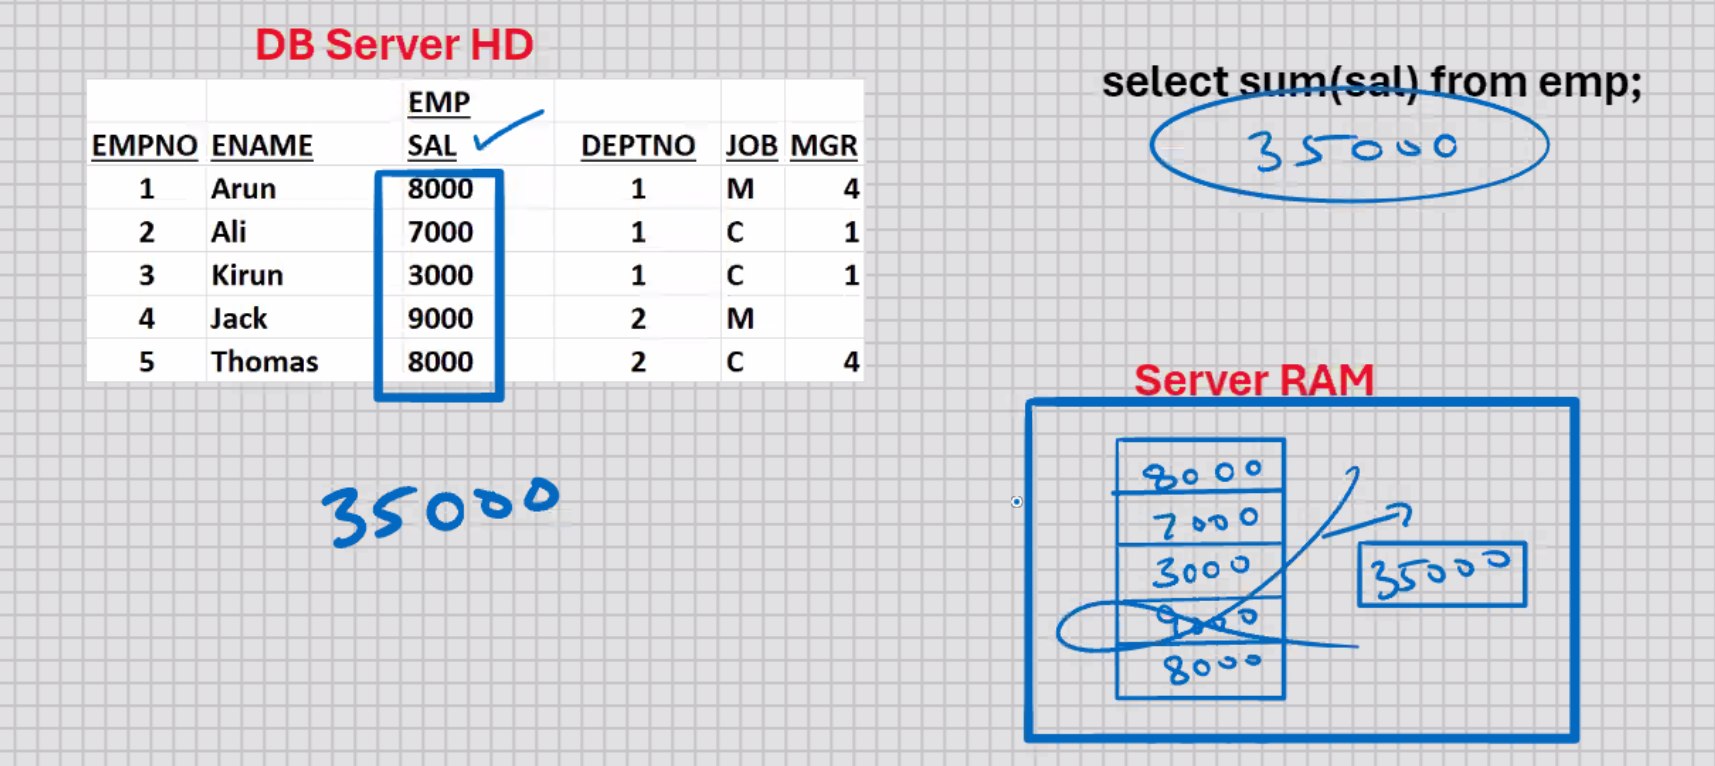 DB Server HD
EMP
EMPNO ENAME SAL DEPTNO JOB MGR
1 Arun 8000 1 M 4
2 Ali 7000 1 C 1
3 Kirun 3000 1 C 1
4 Jack 9000 2 M
5 Thomas 8000 2 C 4
35000
select sum(sal) from emp;
35000
Server RAM
8000
7000
3000
9000
8000
35000